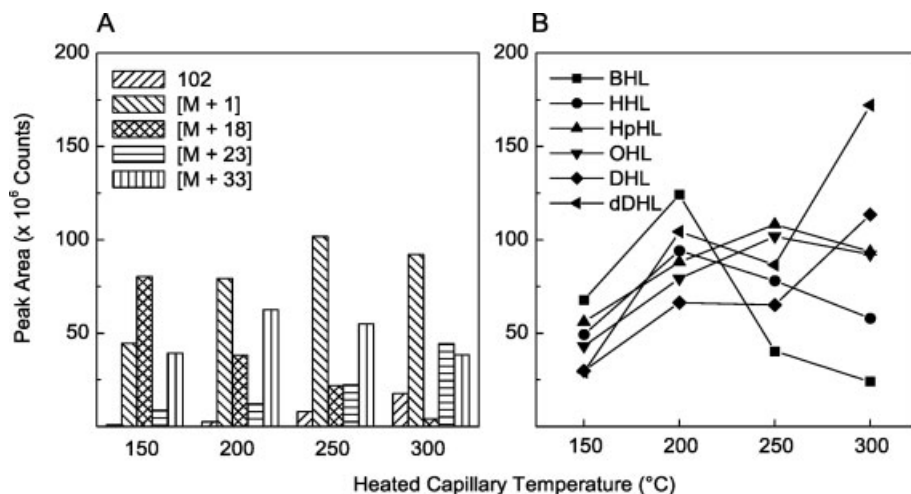 A
B
200
150
100
50
Peak Area (x 10⁶ Counts)
102
[M + 1]
[M + 18]
[M + 23]
[M + 33]
150 200 250 300
200
150
100
50
BHL
HHL
HpHL
OHL
DHL
dDHL
150 200 250 300
Heated Capillary Temperature (°C)